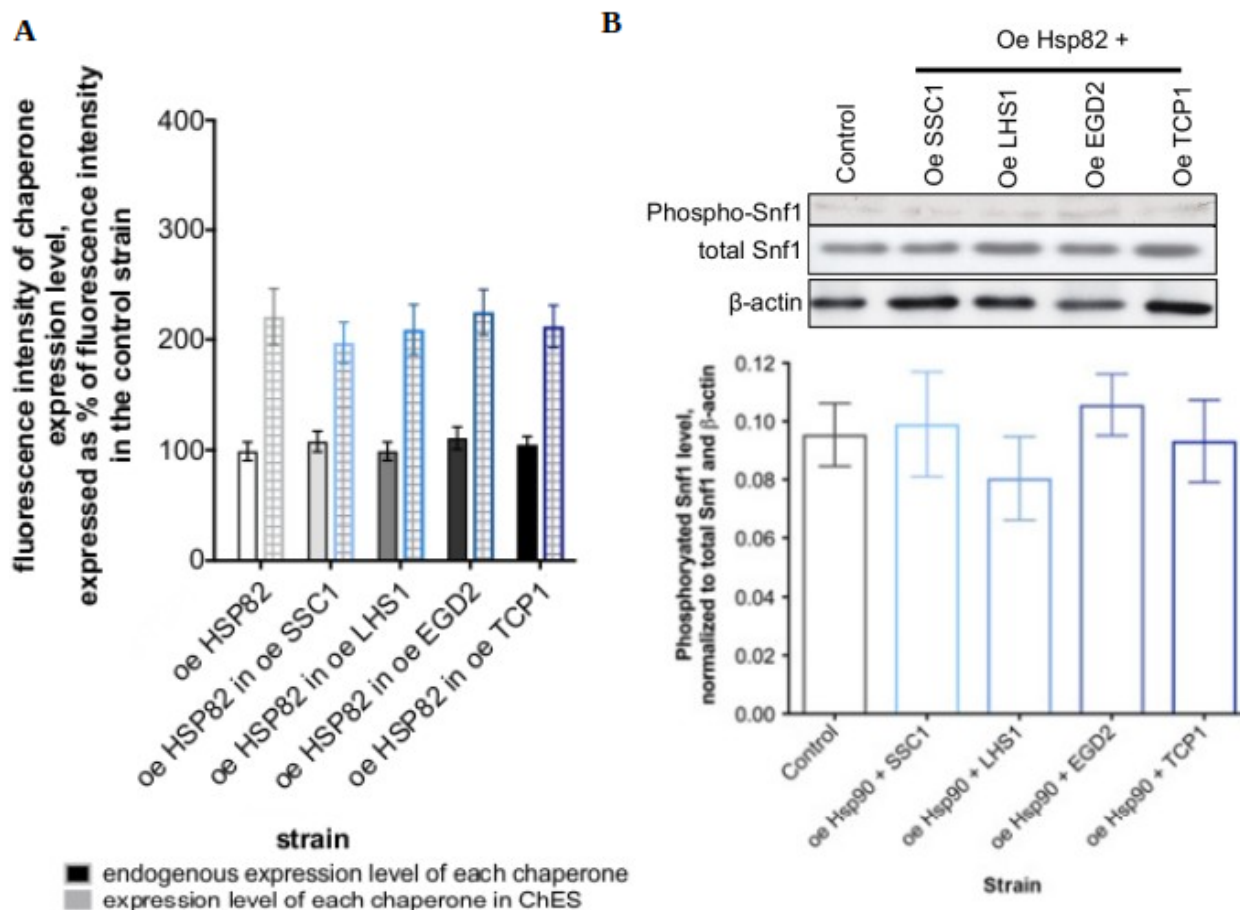 A
fluorescence intensity of chaperone
expression level,
expressed as % of fluorescence intensity
in the control strain
400
300
200
100
0
oe HSP82
oe HSP82 in oe SSC1
oe HSP82 in oe LHS1
oe HSP82 in oe EGD2
oe HSP82 in oe TCP1
strain
endogenous expression level of each chaperone
expression level of each chaperone in ChES
B
Oe Hsp82 +
Control
Oe SSC1
Oe LHS1
Oe EGD2
Oe TCP1
Phospho-Snf1
total Snf1
β-actin
Phosphoryated Snf1 level,
normalized to total Snf1 and β-actin
0.12
0.10
0.08
0.06
0.04
0.02
0.00
Control
oe Hsp90 + SSC1
oe Hsp90 + LHS1
oe Hsp90 + EGD2
oe Hsp90 + TCP1
Strain